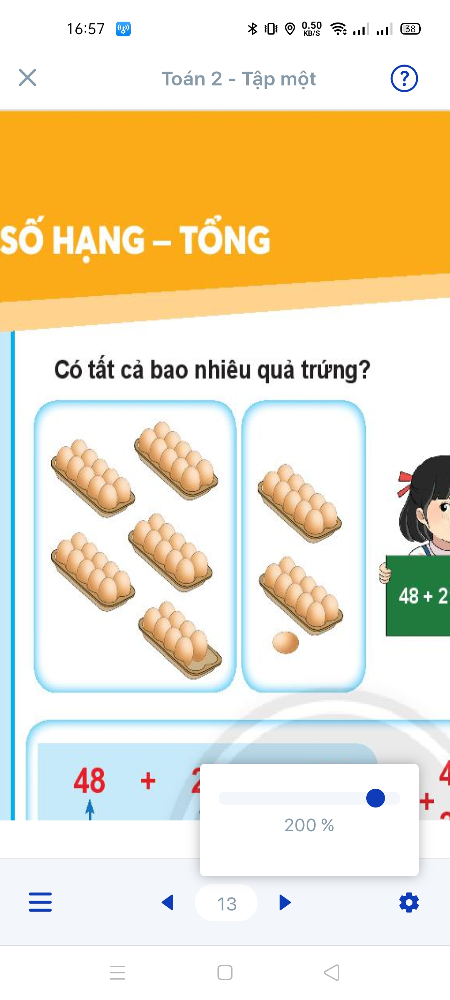 16:57 0.50 KB/S 38
Toán 2 - Tập một
SỐ HẠNG – TỔNG
Có tất cả bao nhiêu quả trứng?
48 + 2
48 +
+
200 %
13